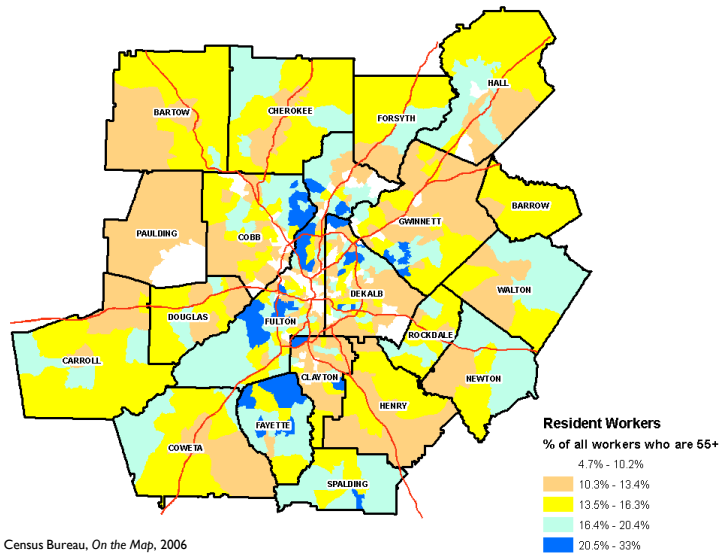 HALL
BARTOW
CHEROKEE
FORSYTH
BARROW
GWINNETT
PAULDING
COBB
WALTON
DEKALB
DOUGLAS
FULTON
ROCKDALE
CARROLL
CLAYTON
NEWTON
HENRY
FAYETTE
COWETA
SPALDING
Resident Workers
% of all workers who are 55+
4.7% - 10.2%
10.3% - 13.4%
13.5% - 16.3%
16.4% - 20.4%
20.5% - 33%
Census Bureau, On the Map, 2006